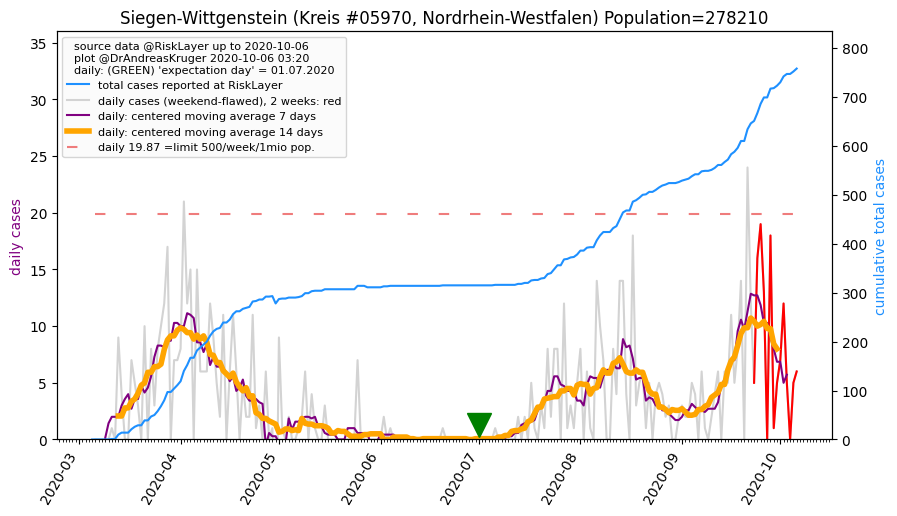 Siegen-Wittgenstein (Kreis #05970, Nordrhein-Westfalen) Population=278210
source data @RiskLayer up to 2020-10-06
plot @DrAndreasKruger 2020-10-06 03:20
daily: (GREEN) 'expectation day' = 01.07.2020
total cases reported at RiskLayer
daily cases (weekend-flawed), 2 weeks: red
daily: centered moving average 7 days
daily: centered moving average 14 days
daily 19.87 =limit 500/week/1mio pop.
daily cases
35
30
25
20
15
10
5
0
cumulative total cases
800
700
600
500
400
300
200
100
0
2020-03
2020-04
2020-05
2020-06
2020-07
2020-08
2020-09
2020-10